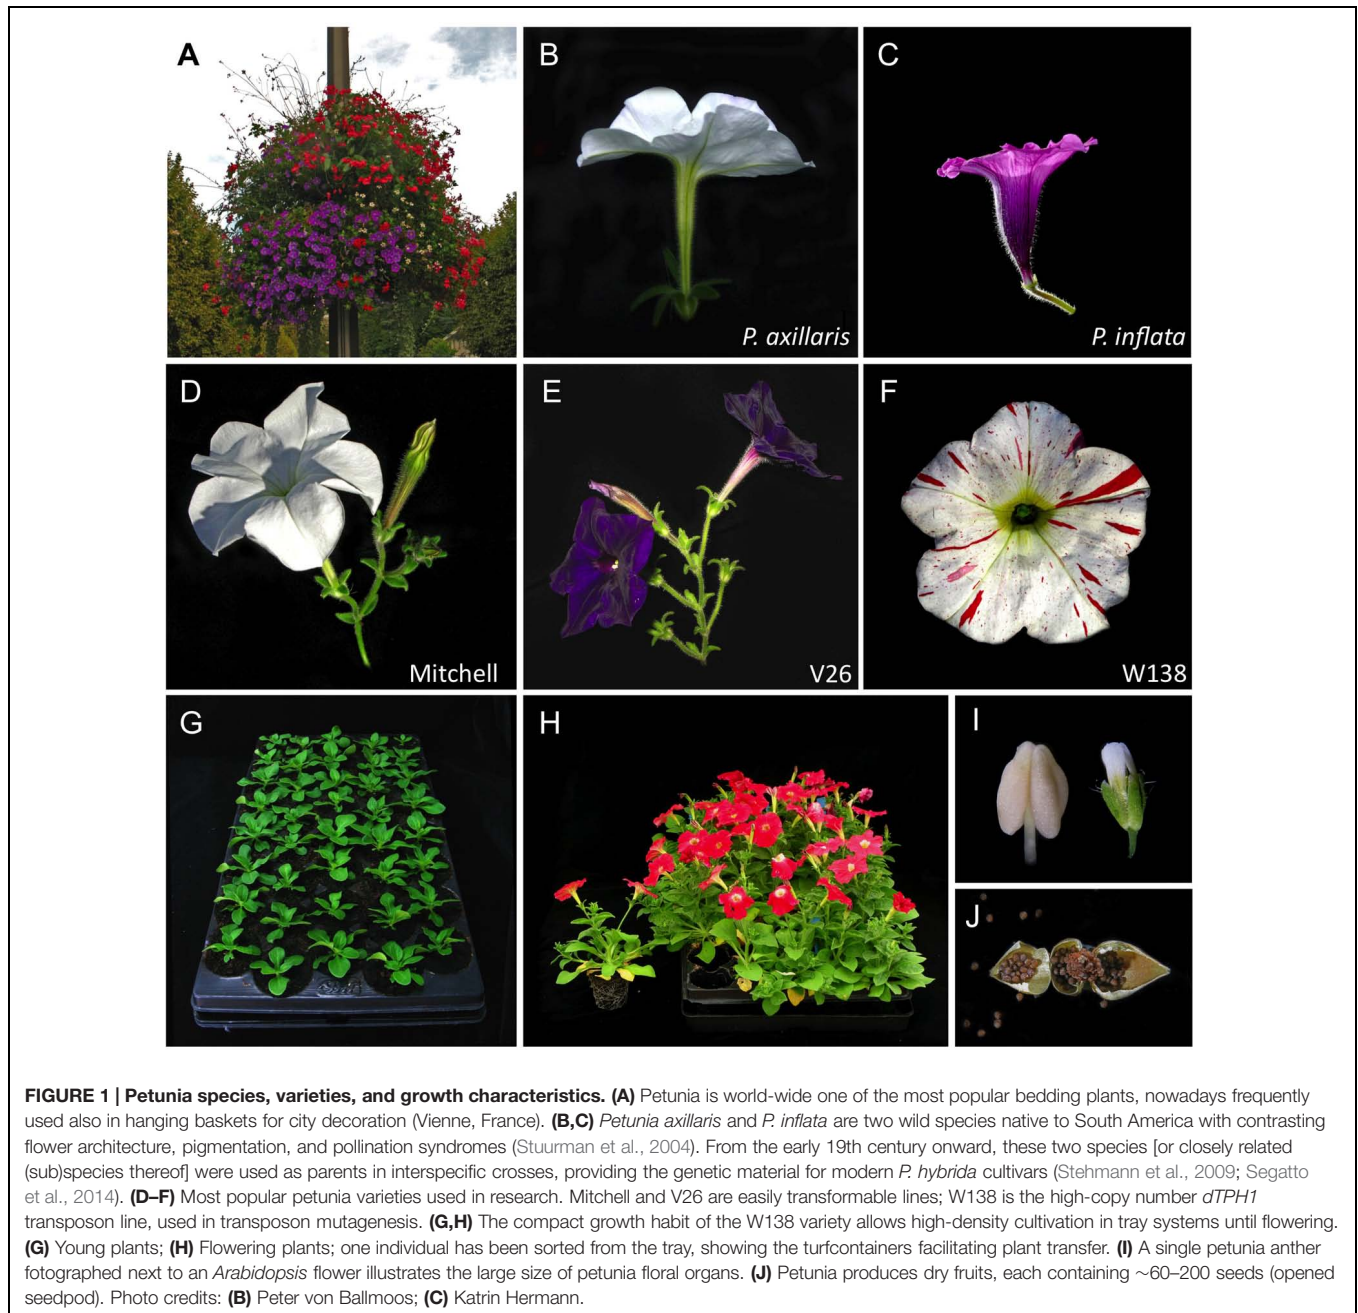 A
B
C
P. axillaris
P. inflata
D
E
F
Mitchell
V26
W138
G
H
I
J
FIGURE 1 | Petunia species, varieties, and growth characteristics. (A) Petunia is world-wide one of the most popular bedding plants, nowadays frequently
used also in hanging baskets for city decoration (Vienne, France). (B,C) Petunia axillaris and P. inflata are two wild species native to South America with contrasting
flower architecture, pigmentation, and pollination syndromes (Stuurman et al., 2004). From the early 19th century onward, these two species [or closely related
(sub)species thereof] were used as parents in interspecific crosses, providing the genetic material for modern P. hybrida cultivars (Stehmann et al., 2009; Segatto
et al., 2014). (D–F) Most popular petunia varieties used in research. Mitchell and V26 are easily transformable lines; W138 is the high-copy number dTPH1
transposon line, used in transposon mutagenesis. (G,H) The compact growth habit of the W138 variety allows high-density cultivation in tray systems until flowering.
(G) Young plants; (H) Flowering plants; one individual has been sorted from the tray, showing the turfcontainers facilitating plant transfer. (I) A single petunia anther
fotographed next to an Arabidopsis flower illustrates the large size of petunia floral organs. (J) Petunia produces dry fruits, each containing ∼60–200 seeds (opened
seedpod). Photo credits: (B) Peter von Ballmoos; (C) Katrin Hermann.